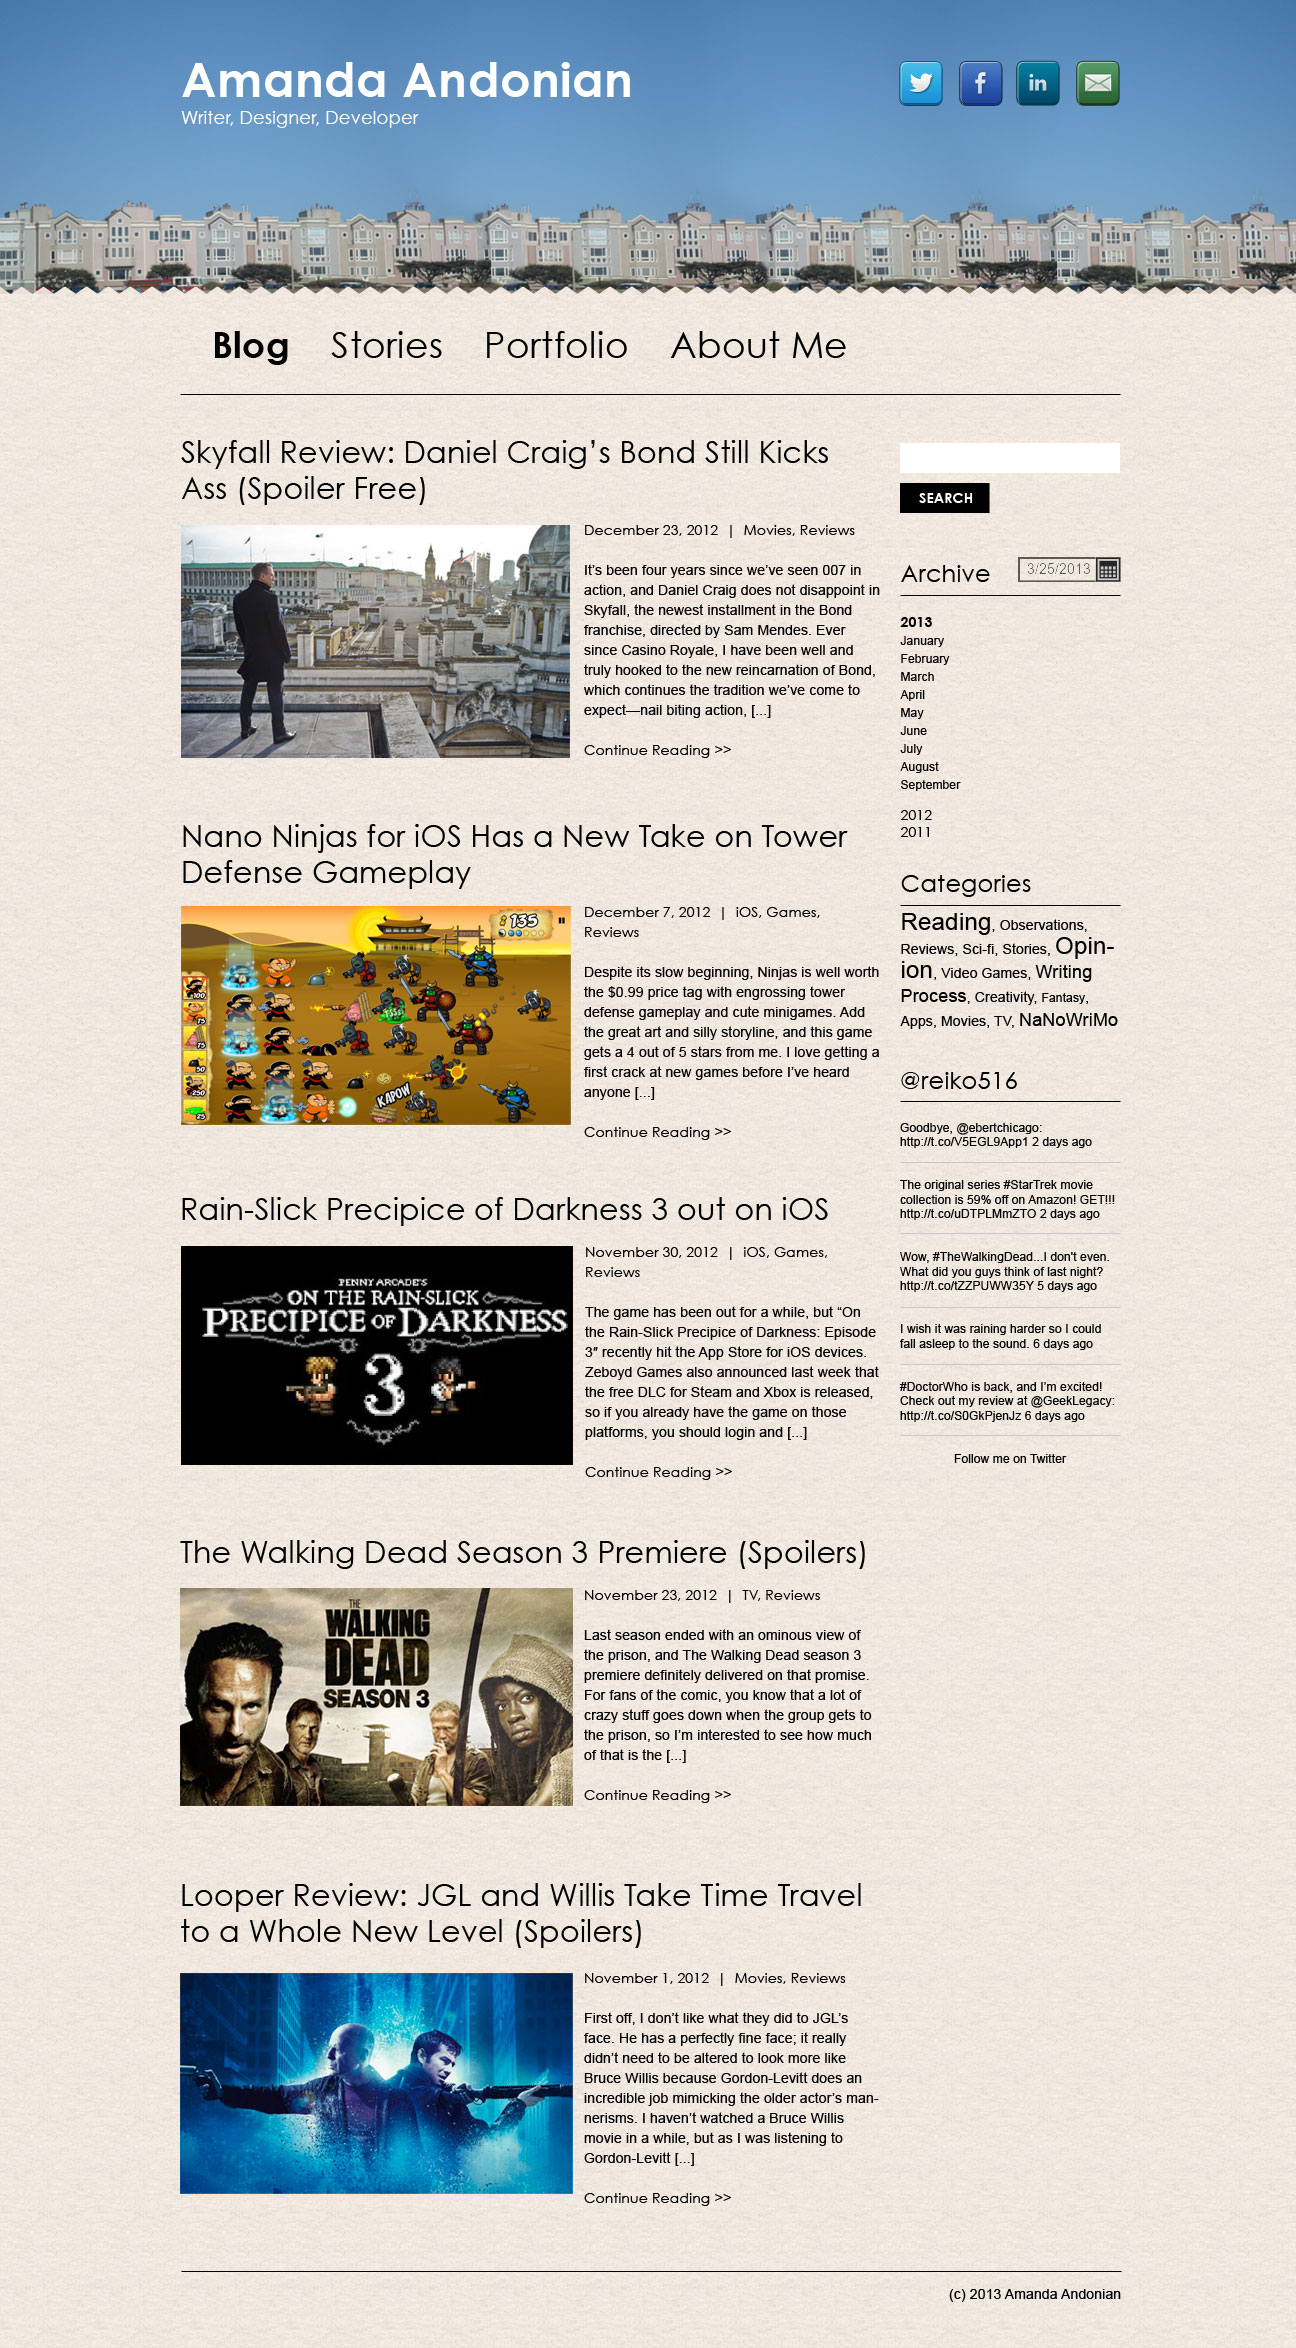 Amanda Andonian
Writer, Designer, Developer
Blog Stories Portfolio About Me
Skyfall Review: Daniel Craig’s Bond Still Kicks
Ass (Spoiler Free)
December 23, 2012 | Movies, Reviews
It’s been four years since we’ve seen 007 in
action, and Daniel Craig does not disappoint in
Skyfall, the newest installment in the Bond
franchise, directed by Sam Mendes. Ever
since Casino Royale, I have been well and
truly hooked to the new reincarnation of Bond,
which continues the tradition we’ve come to
expect—nail biting action, [...]
Continue Reading >>
Nano Ninjas for iOS Has a New Take on Tower
Defense Gameplay
135
100
75
75
50
250
25
KAPOW
December 7, 2012 | iOS, Games,
Reviews
Despite its slow beginning, Ninjas is well worth
the $0.99 price tag with engrossing tower
defense gameplay and cute minigames. Add
the great art and silly storyline, and this game
gets a 4 out of 5 stars from me. I love getting a
first crack at new games before I’ve heard
anyone [...]
Continue Reading >>
Rain-Slick Precipice of Darkness 3 out on iOS
PENNY ARCADE'S
ON THE RAIN-SLICK
PRECIPICE OF DARKNESS
3
November 30, 2012 | iOS, Games,
Reviews
The game has been out for a while, but “On
the Rain-Slick Precipice of Darkness: Episode
3″ recently hit the App Store for iOS devices.
Zeboyd Games also announced last week that
the free DLC for Steam and Xbox is released,
so if you already have the game on those
platforms, you should login and [...]
Continue Reading >>
The Walking Dead Season 3 Premiere (Spoilers)
THE
WALKING
DEAD
SEASON 3
November 23, 2012 | TV, Reviews
Last season ended with an ominous view of
the prison, and The Walking Dead season 3
premiere definitely delivered on that promise.
For fans of the comic, you know that a lot of
crazy stuff goes down when the group gets to
the prison, so I’m interested to see how much
of that is the [...]
Continue Reading >>
Looper Review: JGL and Willis Take Time Travel
to a Whole New Level (Spoilers)
November 1, 2012 | Movies, Reviews
First off, I don’t like what they did to JGL’s
face. He has a perfectly fine face; it really
didn’t need to be altered to look more like
Bruce Willis because Gordon-Levitt does an
incredible job mimicking the older actor’s man-
nerisms. I haven’t watched a Bruce Willis
movie in a while, but as I was listening to
Gordon-Levitt [...]
Continue Reading >>
SEARCH
Archive 3/25/2013
2013
January
February
March
April
May
June
July
August
September
2012
2011
Categories
Reading, Observations,
Reviews, Sci-fi, Stories, Opin-
ion, Video Games, Writing
Process, Creativity, Fantasy,
Apps, Movies, TV, NaNoWriMo
@reiko516
Goodbye, @ebertchicago:
http://t.co/V5EGL9App1 2 days ago
The original series #StarTrek movie
collection is 59% off on Amazon! GET!!!
http://t.co/uDTPLMmZTO 2 days ago
Wow, #TheWalkingDead...I don't even.
What did you guys think of last night?
http://t.co/tZZPUWW35Y 5 days ago
I wish it was raining harder so I could
fall asleep to the sound. 6 days ago
#DoctorWho is back, and I’m excited!
Check out my review at @GeekLegacy:
http://t.co/S0GkPjenJz 6 days ago
Follow me on Twitter
(c) 2013 Amanda Andonian